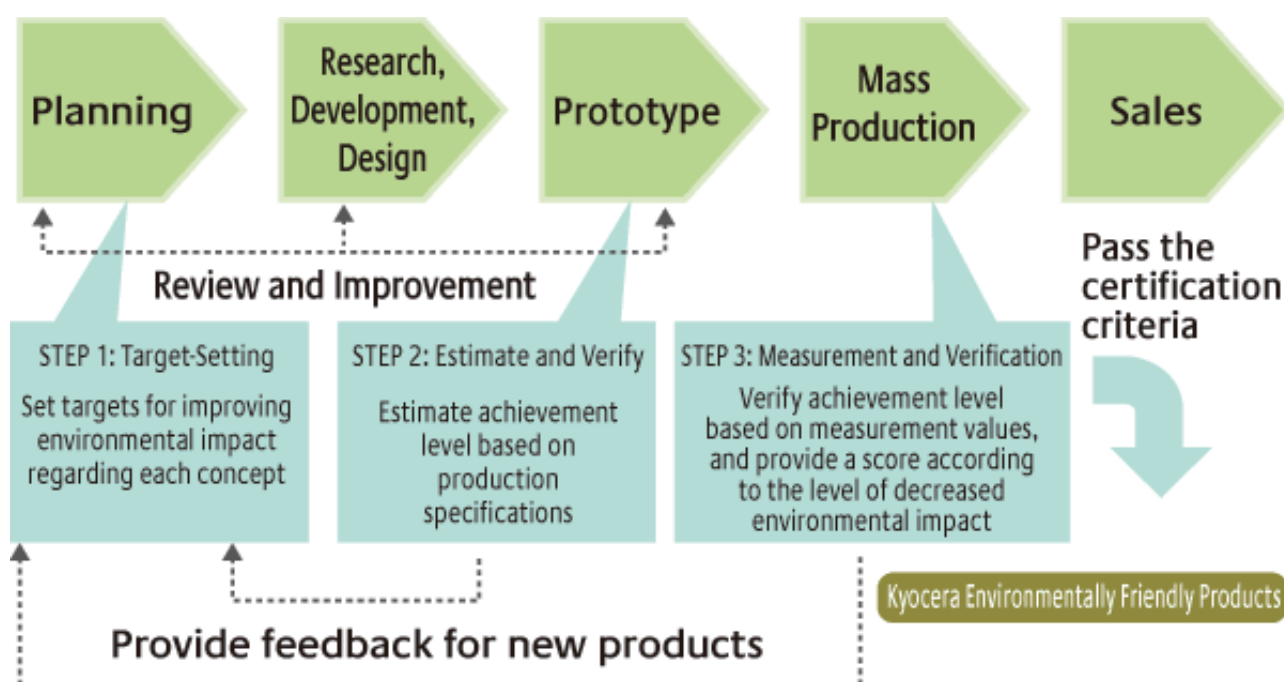 Planning
Research,
Development,
Design
Prototype
Mass
Production
Sales
Review and Improvement
Pass the
certification
criteria
STEP 1: Target-Setting
Set targets for improving
environmental impact
regarding each concept
STEP 2: Estimate and Verify
Estimate achievement
level based on
production
specifications
STEP 3: Measurement and Verification
Verify achievement level
based on measurement values,
and provide a score according
to the level of decreased
environmental impact
Kyocera Environmentally Friendly Products
Provide feedback for new products